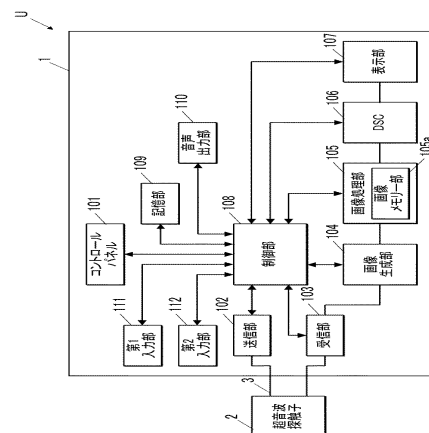 U
1
101
コントロール
パネル
109
記憶部
110
音声
出力部
111
第1
入力部
112
第2
入力部
108
制御部
102
送信部
103
受信部
104
画像
生成部
105
画像処理部
画像
メモリー部
105a
106
DSC
107
表示部
2
超音波
探触子
3